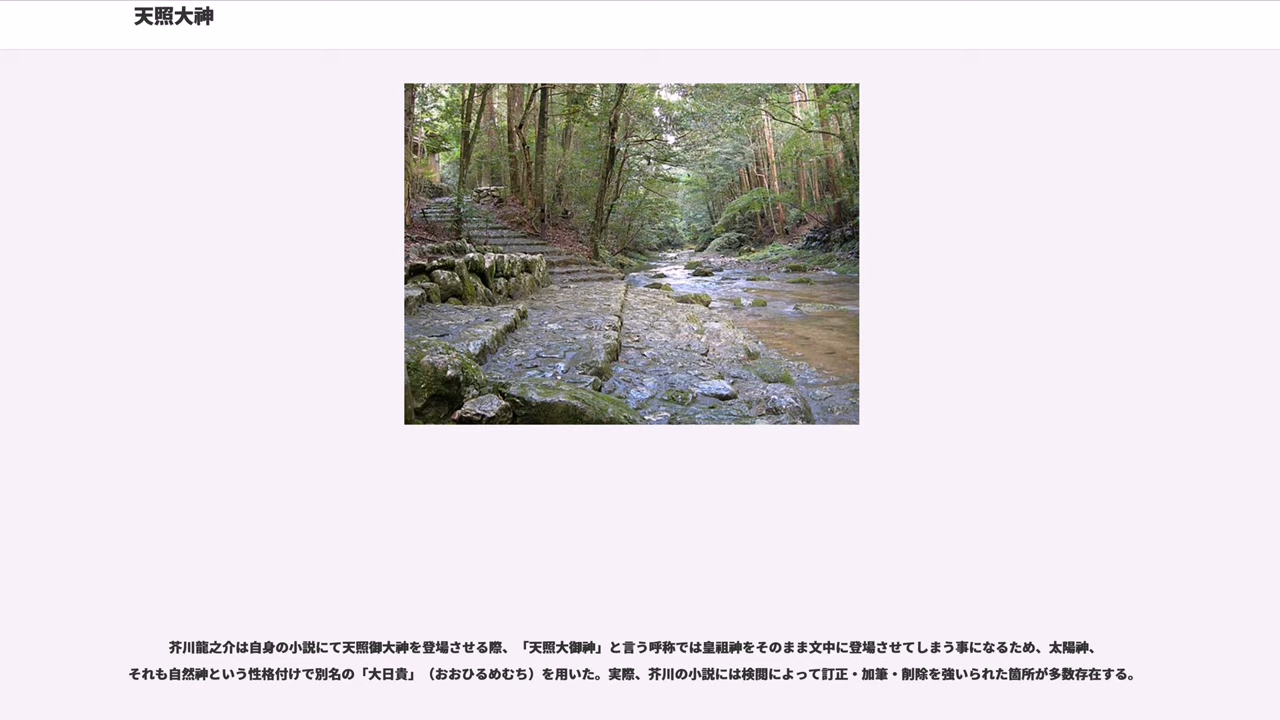 天照大神
芥川龍之介は自身の小説にて天照御大神を登場させる際、「天照大御神」と言う呼称では皇祖神をそのまま文中に登場させてしまう事になるため、太陽神、
それも自然神という性格付けで別名の「大日貴」（おおひるめむち）を用いた。実際、芥川の小説には検閲によって訂正・加筆・削除を強いられた箇所が多数存在する。